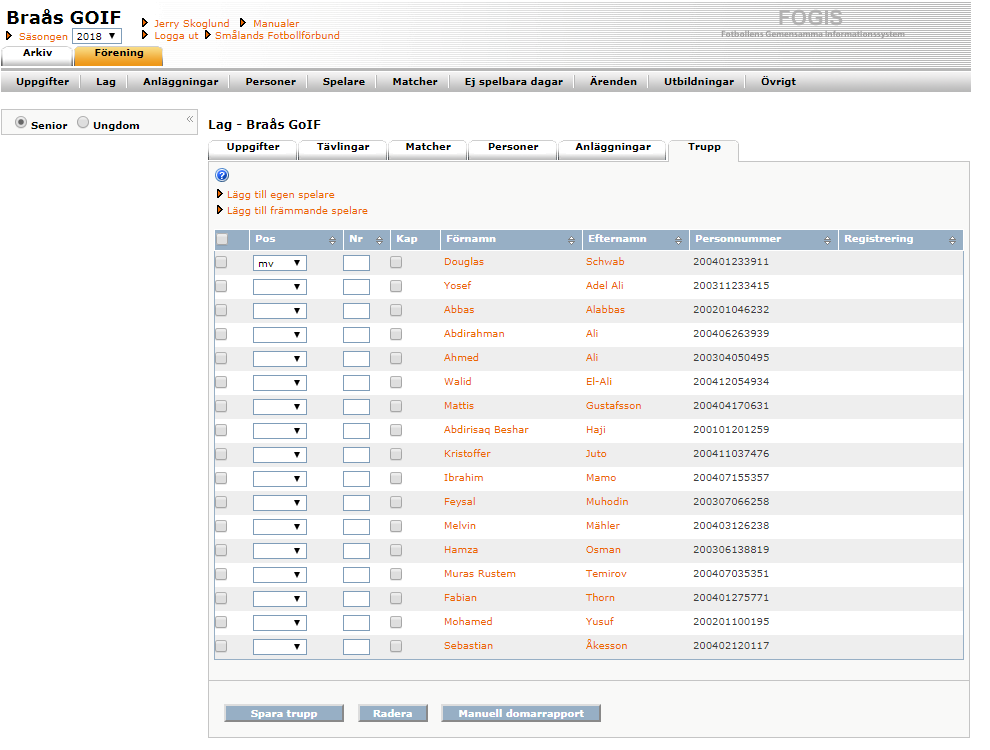 Braås GOIF
Jerry Skoglund Manualer
FOGIS
Säsongen 2018 Logga ut Smålands Fotbollförbund
Fotbollens Gemensamma Informationssystem
Arkiv Förening
Uppgifter Lag Anläggningar Personer Spelare Matcher Ej spelbara dagar Ärenden Utbildningar Övrigt
Senior Ungdom «
Lag - Braås GoIF
Uppgifter Tävlingar Matcher Personer Anläggningar Trupp
?
Lägg till egen spelare
Lägg till främmande spelare
Pos Nr Kap Förnamn Efternamn Personnummer Registrering
mv Douglas Schwab 200401233911
Yosef Adel Ali 200311233415
Abbas Alabbas 200201046232
Abdirahman Ali 200406263939
Ahmed Ali 200304050495
Walid El-Ali 200412054934
Mattis Gustafsson 200404170631
Abdirisaq Beshar Haji 200101201259
Kristoffer Juto 200411037476
Ibrahim Mamo 200407155357
Feysal Muhodin 200307066258
Melvin Mähler 200403126238
Hamza Osman 200306138819
Muras Rustem Temirov 200407035351
Fabian Thorn 200401275771
Mohamed Yusuf 200201100195
Sebastian Åkesson 200402120117
Spara trupp Radera Manuell domarrapport